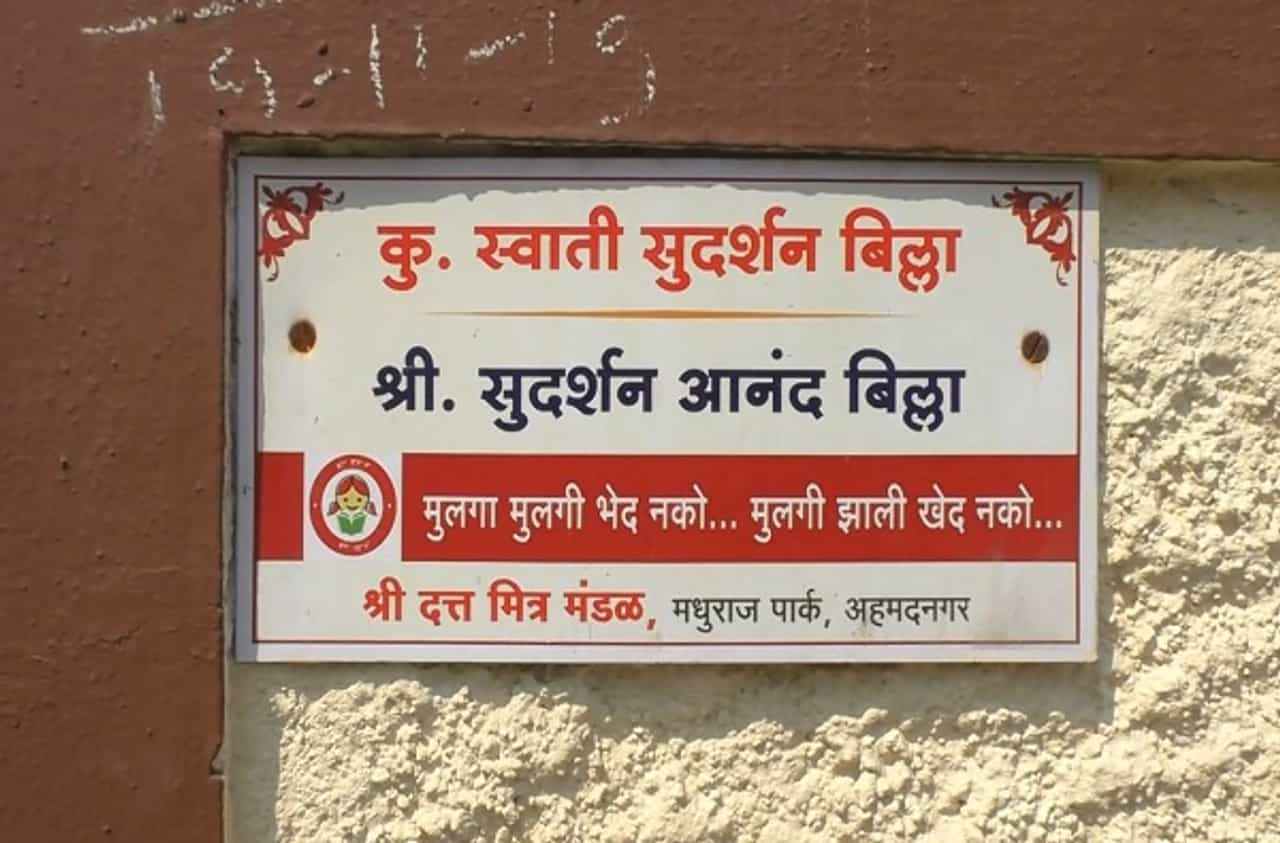 कु. स्वाती सुदर्शन बिल्ला
श्री. सुदर्शन आनंद बिल्ला
मुलगा मुलगी भेद नको... मुलगी झाली खेद नको...
श्री दत्त मित्र मंडळ, मधुराज पार्क, अहमदनगर